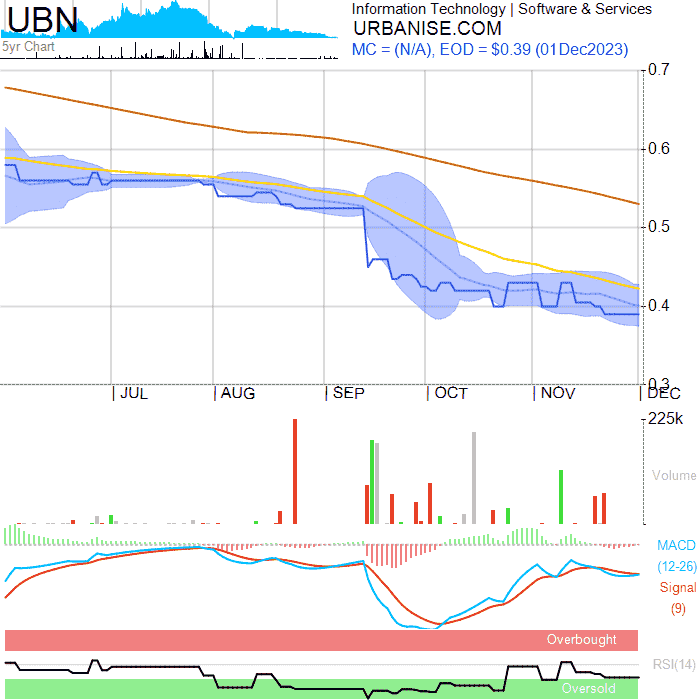 UBN
Information Technology | Software & Services
URBANISE.COM
5yr Chart
MC = (N/A), EOD = $0.39 (01Dec2023)
0.7
0.6
0.5
0.4
0.3
| JUL | AUG | SEP | OCT | NOV | DEC
225k
Volume
MACD
(12-26)
Signal
(9)
Overbought
RSI(14)
Oversold